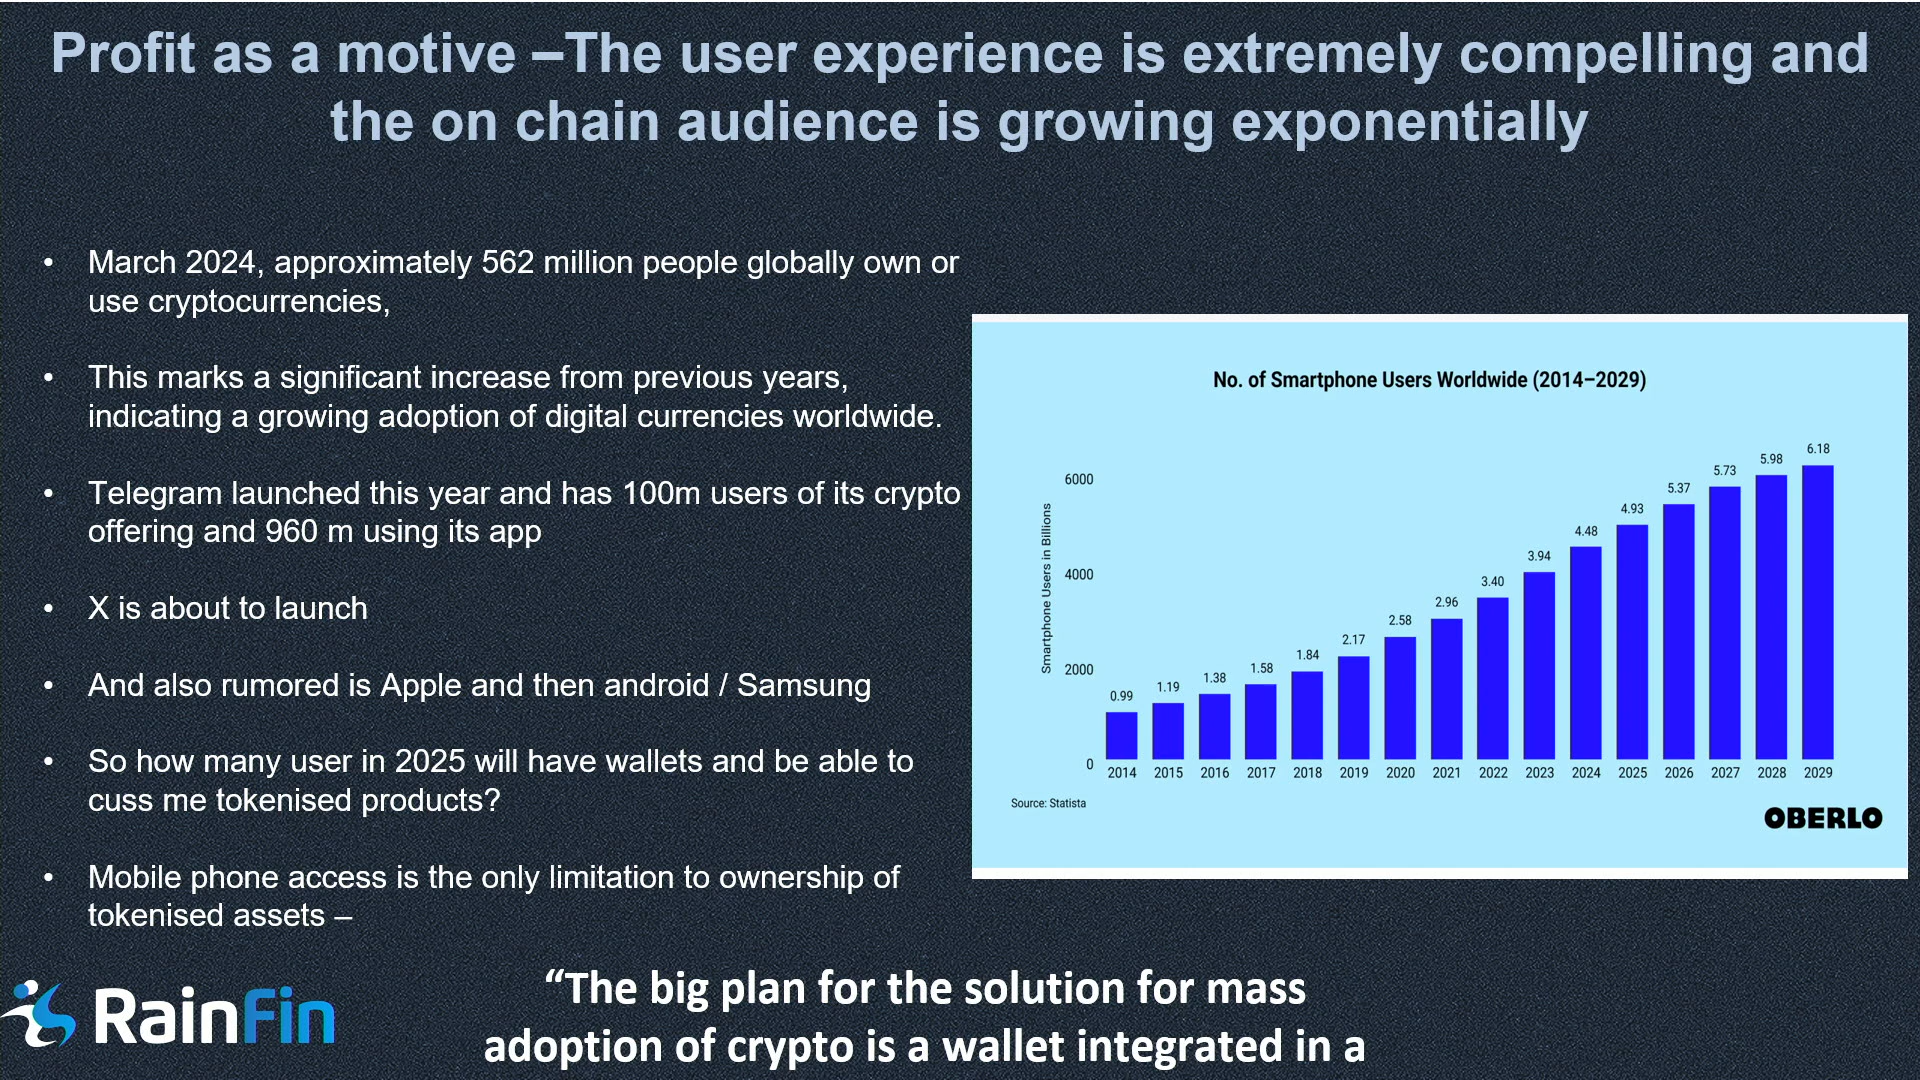 Profit as a motive –The user experience is extremely compelling and
the on chain audience is growing exponentially
• March 2024, approximately 562 million people globally own or
use cryptocurrencies,
• This marks a significant increase from previous years,
indicating a growing adoption of digital currencies worldwide.
• Telegram launched this year and has 100m users of its crypto
offering and 960 m using its app
• X is about to launch
• And also rumored is Apple and then android / Samsung
• So how many user in 2025 will have wallets and be able to
cuss me tokenised products?
• Mobile phone access is the only limitation to ownership of
tokenised assets –
No. of Smartphone Users Worldwide (2014–2029)
Smartphone Users in Billions
6000
4000
2000
0
0.99
1.19
1.38
1.58
1.84
2.17
2.58
2.96
3.40
3.94
4.48
4.93
5.37
5.73
5.98
6.18
2014 2015 2016 2017 2018 2019 2020 2021 2022 2023 2024 2025 2026 2027 2028 2029
Source: Statista
OBERLO
RainFin
“The big plan for the solution for mass
adoption of crypto is a wallet integrated in a